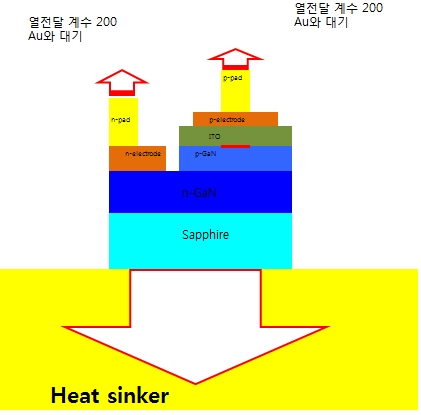 열전달 계수 200
Au와 대기
열전달 계수 200
Au와 대기
p-pad
n-pad
p-electrode
ITO
n-electrode
p-GaN
n-GaN
Sapphire
Heat sinker